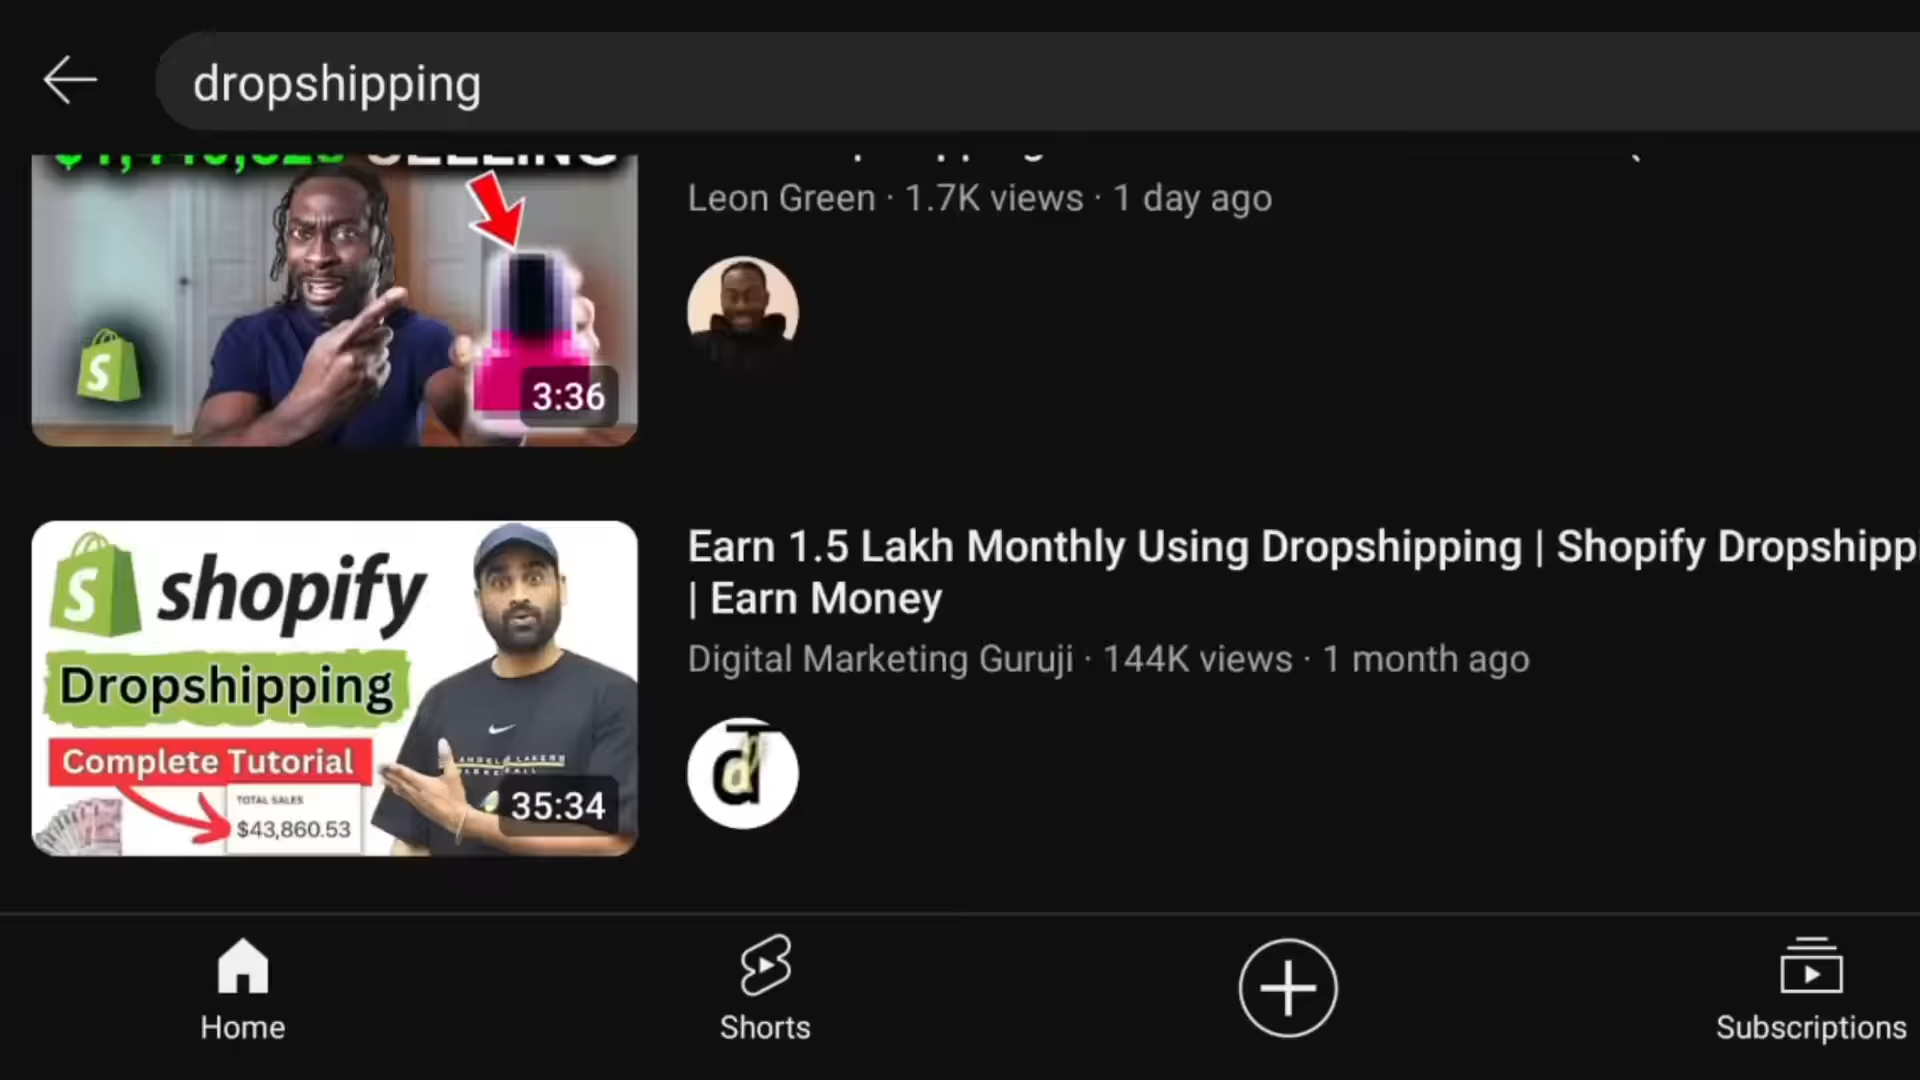 dropshipping
SELLING
Leon Green · 1.7K views · 1 day ago
S
3:36
S shopify
Dropshipping
Complete Tutorial
TOTAL SALES
$43,860.53
35:34
Earn 1.5 Lakh Monthly Using Dropshipping | Shopify Dropshipp
| Earn Money
Digital Marketing Guruji · 144K views · 1 month ago
Home
Shorts
Subscriptions